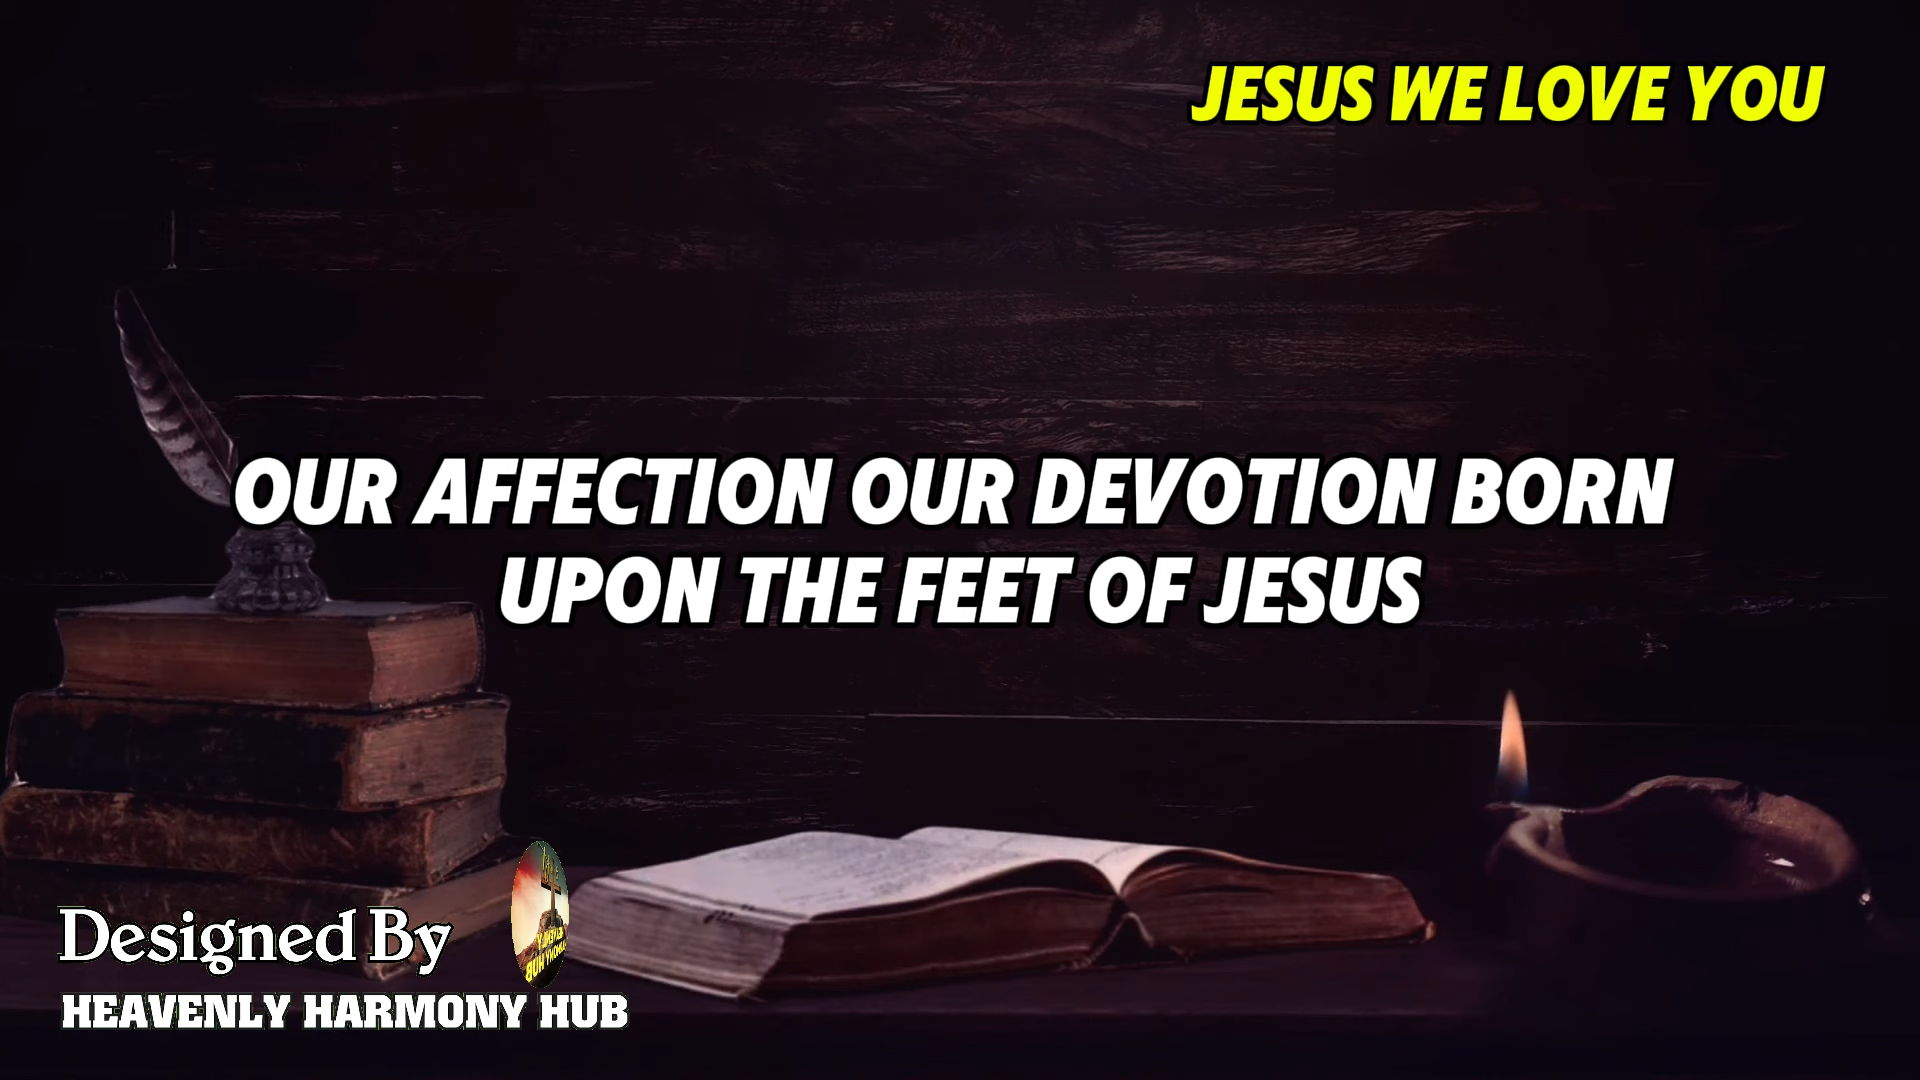 JESUS WE LOVE YOU
OUR AFFECTION OUR DEVOTION BORN
UPON THE FEET OF JESUS
Designed By
HEAVENLY HARMONY HUB